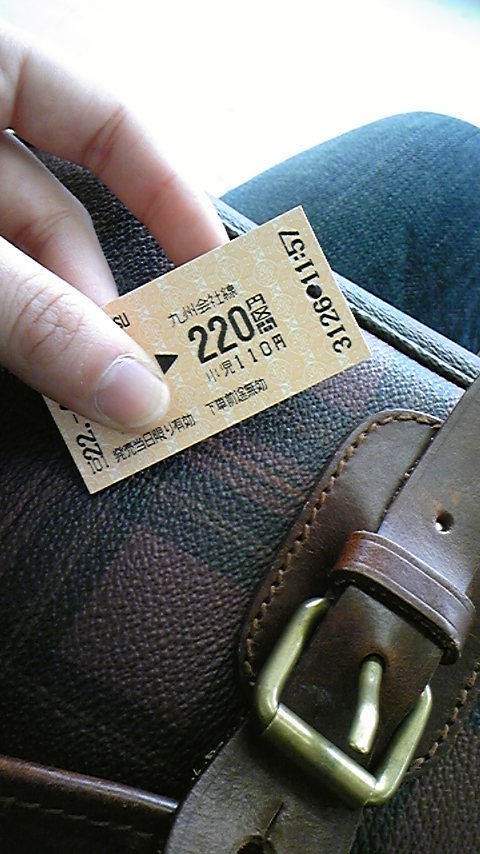 九州会社線
▶ 220円区間
小児110円
22.-
発売当日限り有効 下車前途無効
3126●11:57